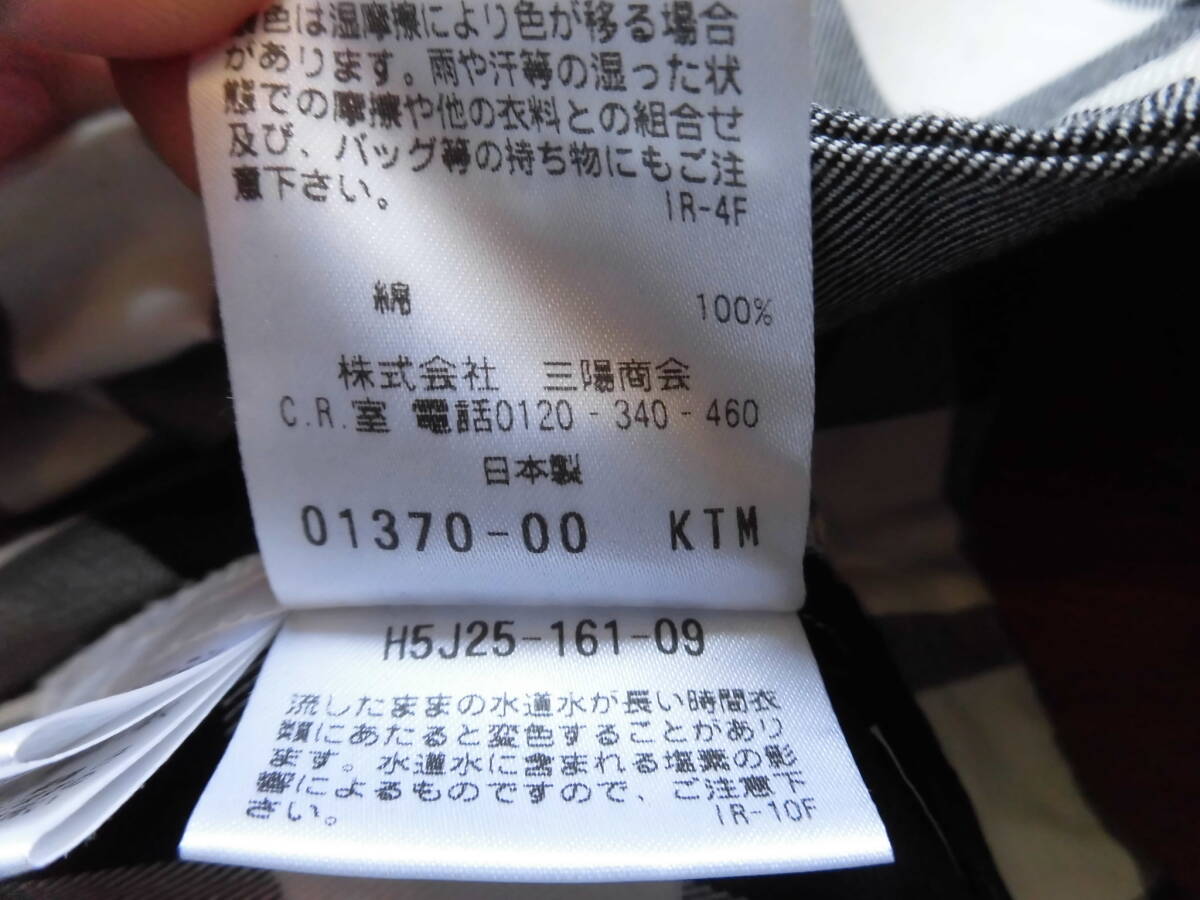 色は湿摩擦により色が移る場合
があります。雨や汗等の湿った状
態での摩擦や他の衣料との組合せ
及び、バッグ等の持ち物にもご注
意下さい。
IR-4F
綿 100%
株式会社 三陽商会
C.R.室 電話0120-340-460
日本製
01370-00 KTM
H5J25-161-09
流したままの水道水が長い時間衣
類にあたると変色することがあり
ます。水道水に含まれる塩素の影
響によるものですので、ご注意下
さい。
IR-10F